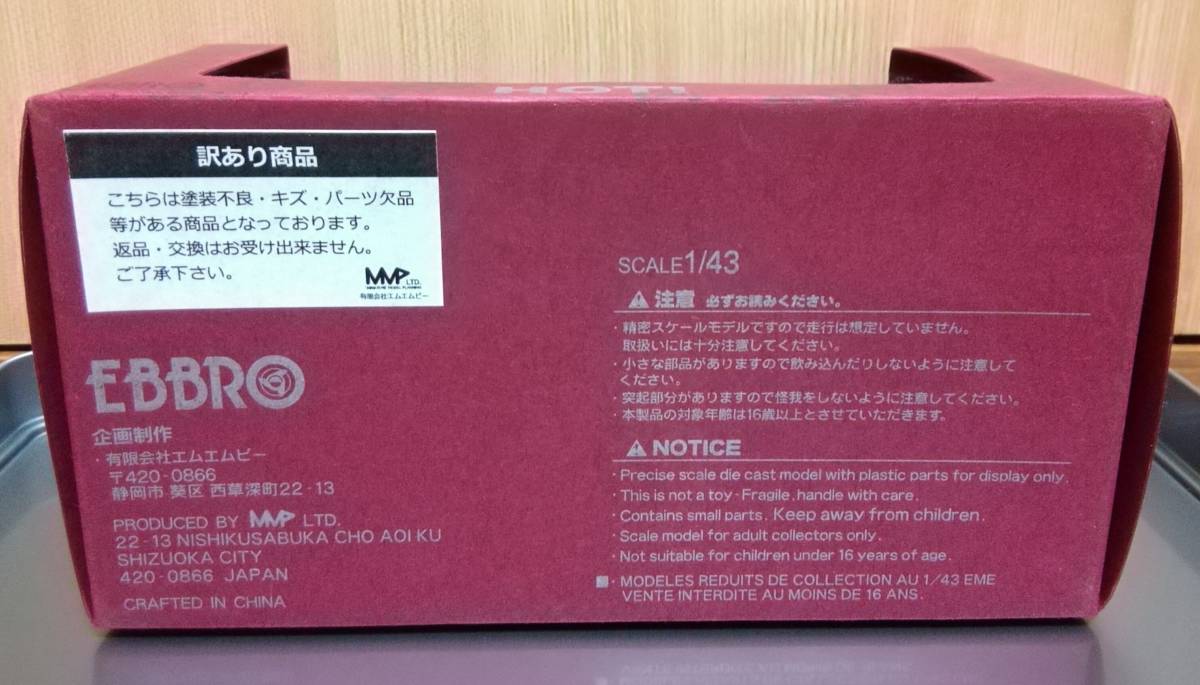 HOT!
訳あり商品
こちらは塗装不良・キズ・パーツ欠品
等がある商品となっております。
返品・交換はお受け出来ません。
ご了承下さい。
MMP LTD.
有限会社エムエムピー
EBBRO
企画制作
・有限会社エムエムピー
〒420-0866
静岡市 葵区 西草深町22-13
PRODUCED BY MMP LTD.
22-13 NISHIKUSABUKA CHO AOI KU
SHIZUOKA CITY
420-0866 JAPAN
CRAFTED IN CHINA
SCALE1/43
注意 必ずお読みください。
・精密スケールモデルですので走行は想定していません。
取扱いには十分注意してください。
・小さな部品がありますので飲み込んだりしないように注意して
ください。
・突起部分がありますので怪我をしないように注意してください。
・本製品の対象年齢は16歳以上とさせていただきます。
NOTICE
・Precise scale die cast model with plastic parts for display only.
・This is not a toy・Fragile.handle with care.
・Contains small parts. Keep away from children.
・Scale model for adult collectors only.
・Not suitable for children under 16 years of age.
・MODELES REDUITS DE COLLECTION AU 1/43 EME
VENTE INTERDITE AU MOINS DE 16 ANS.